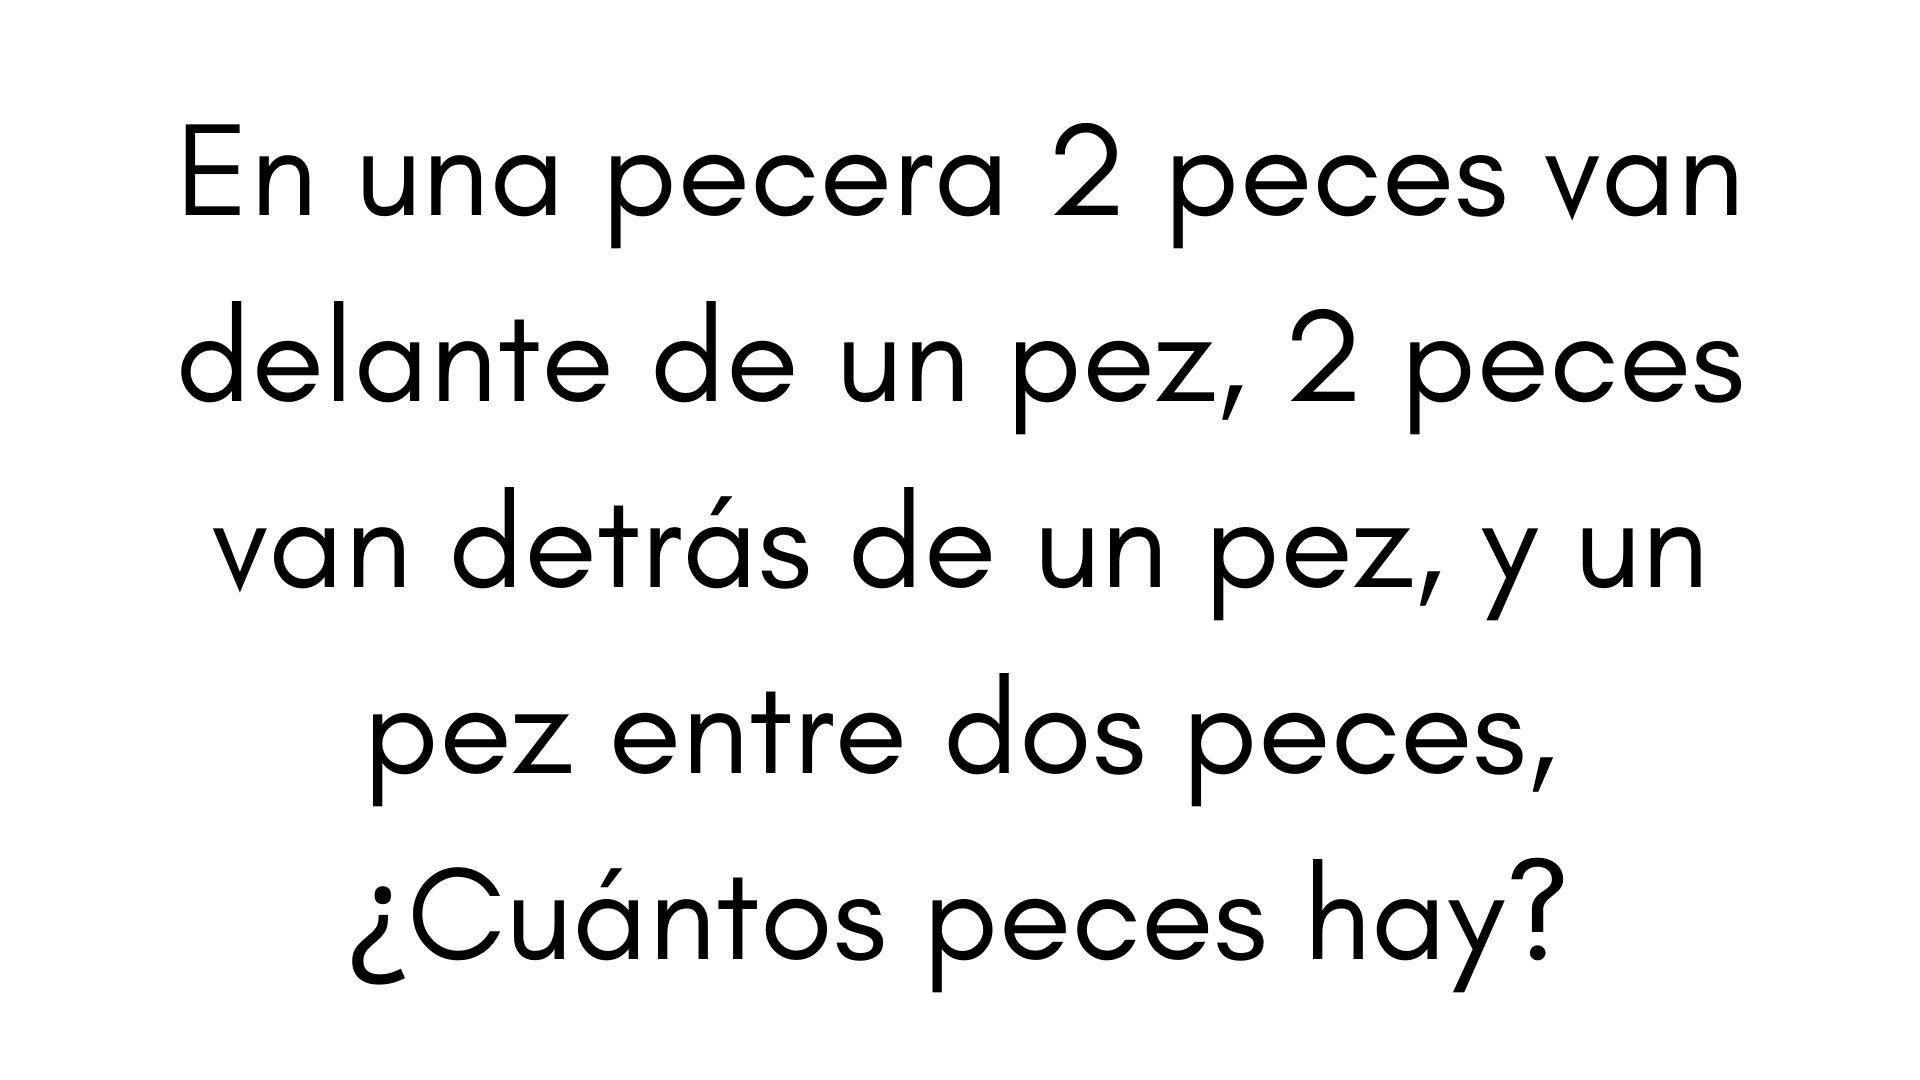 En una pecera 2 peces van
delante de un pez, 2 peces
van detrás de un pez, y un
pez entre dos peces,
¿Cuántos peces hay?